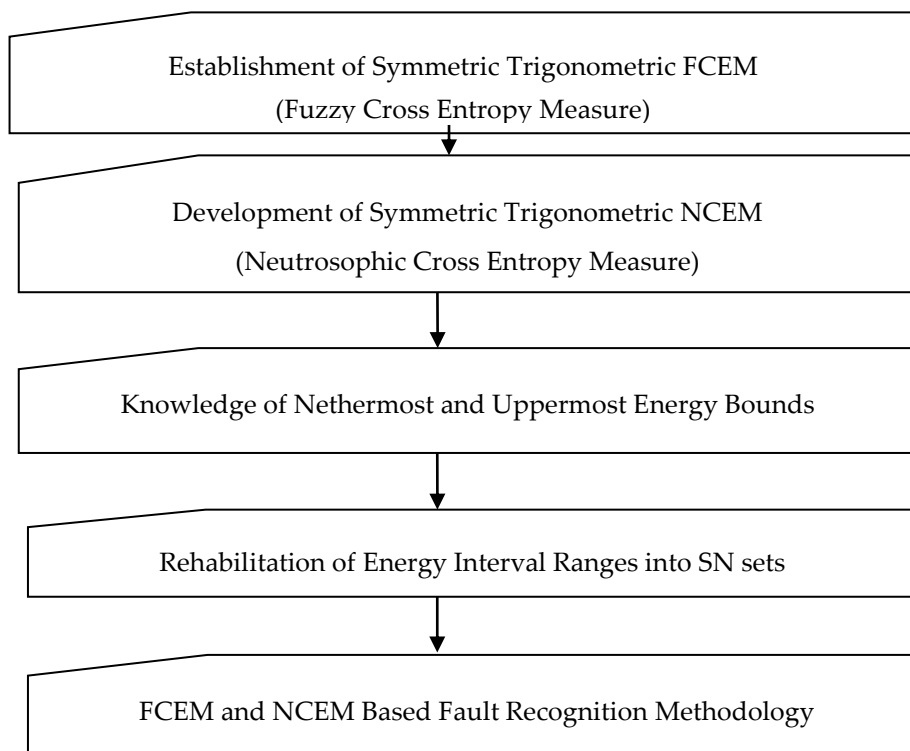 Establishment of Symmetric Trigonometric FCEM
(Fuzzy Cross Entropy Measure)
Development of Symmetric Trigonometric NCEM
(Neutrosophic Cross Entropy Measure)
Knowledge of Nethermost and Uppermost Energy Bounds
Rehabilitation of Energy Interval Ranges into SN sets
FCEM and NCEM Based Fault Recognition Methodology